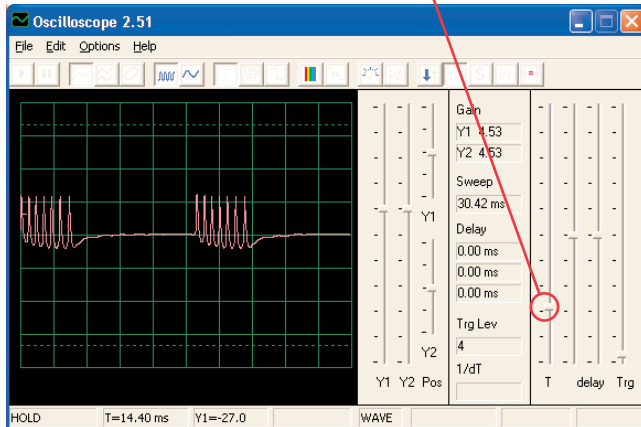 Oscilloscope 2.51
File Edit Options Help
Gain
Y1 4.53
Y2 4.53
Sweep
30.42 ms
Delay
0.00 ms
0.00 ms
0.00 ms
Trg Lev
4
1/dT
Y1
Y2
Y1 Y2 Pos
T delay Trg
HOLD T=14.40 ms Y1=-27.0 WAVE